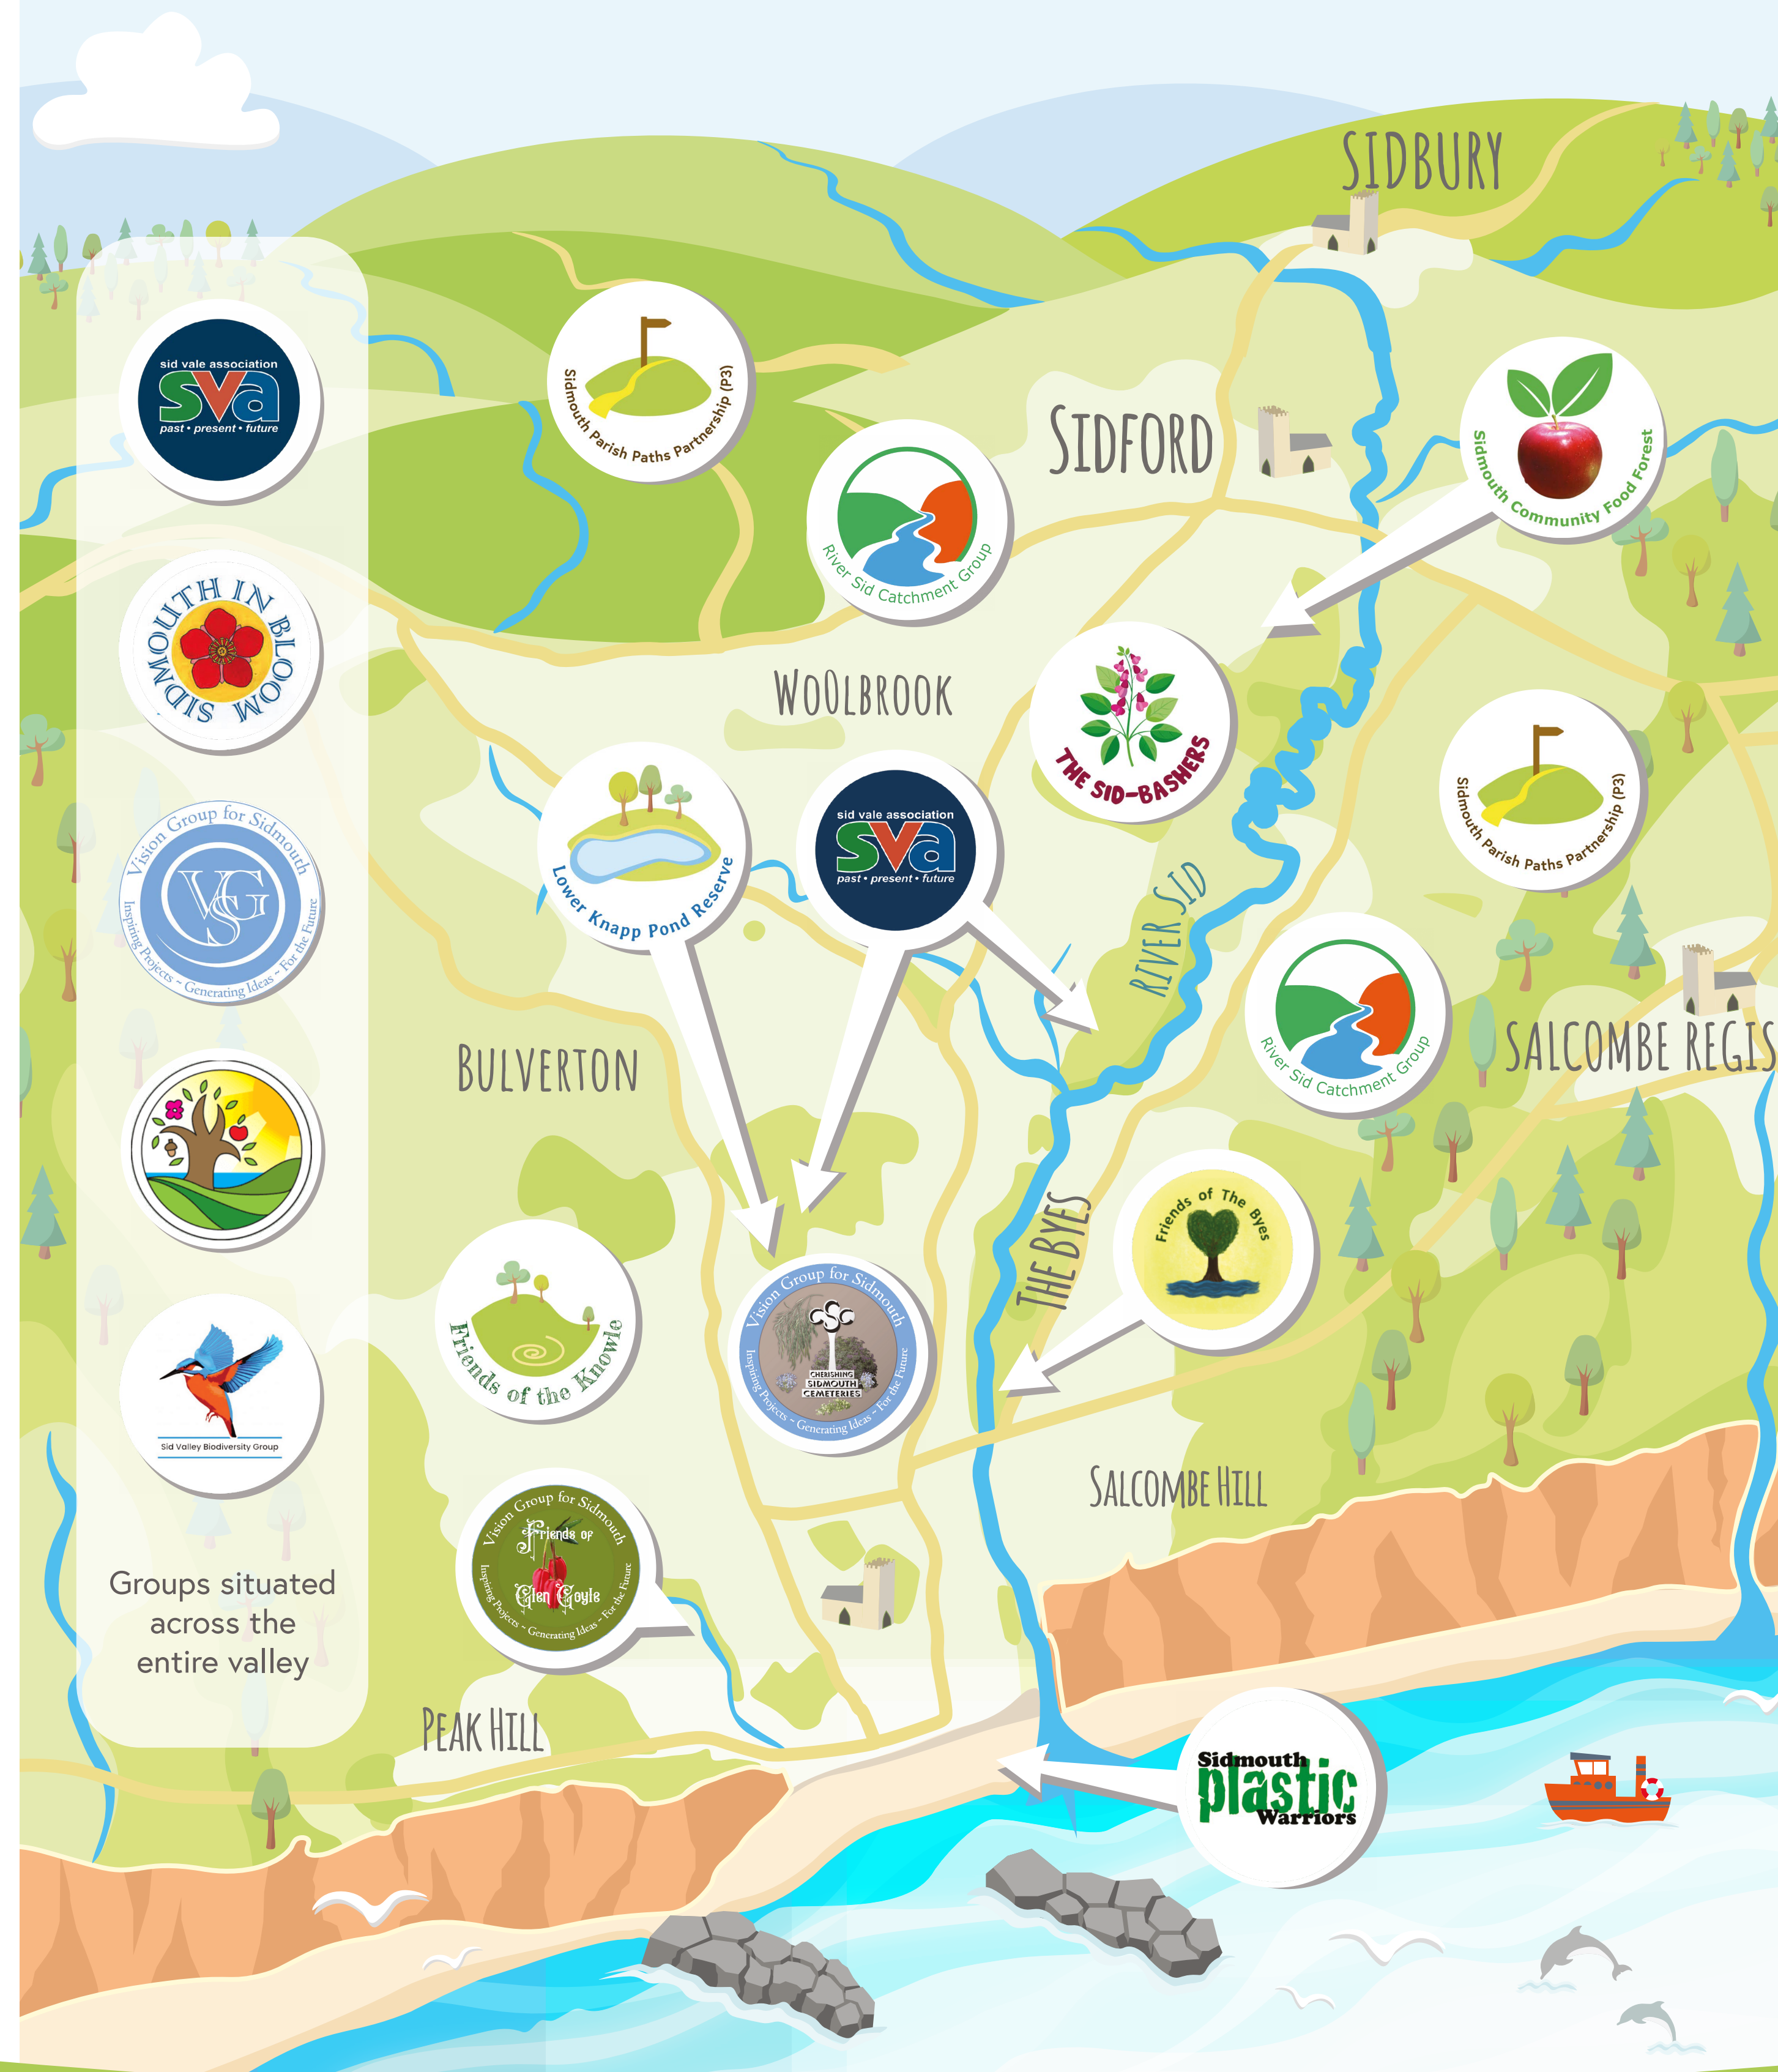 SIDBURY
sid vale association
sva
past • present • future
Sidmouth Parish Paths Partnership (P3)
SIDFORD
Sidmouth Community Food Forest
River Sid Catchment Group
SIDMOUTH IN BLOOM
WOOLBROOK
THE SID-BASHERS
Sidmouth Parish Paths Partnership (P3)
Vision Group for Sidmouth
VGS
Inspiring Projects ~ Generating Ideas ~ For the Future
Lower Knapp Pond Reserve
sid vale association
sva
past • present • future
RIVER SID
River Sid Catchment Group
SALCOMBE REGIS
BULVERTON
THE BYES
Friends of The Byes
Friends of the Knowle
Vision Group for Sidmouth
CSC
CHERISHING
SIDMOUTH
CEMETERIES
Inspiring Projects ~ Generating Ideas ~ For the Future
Sid Valley Biodiversity Group
SALCOMBE HILL
Vision Group for Sidmouth
Friends of
Glen Goyle
Inspiring Projects ~ Generating Ideas ~ For the Future
Groups situated
across the
entire valley
PEAK HILL
Sidmouth
plastic
Warriors